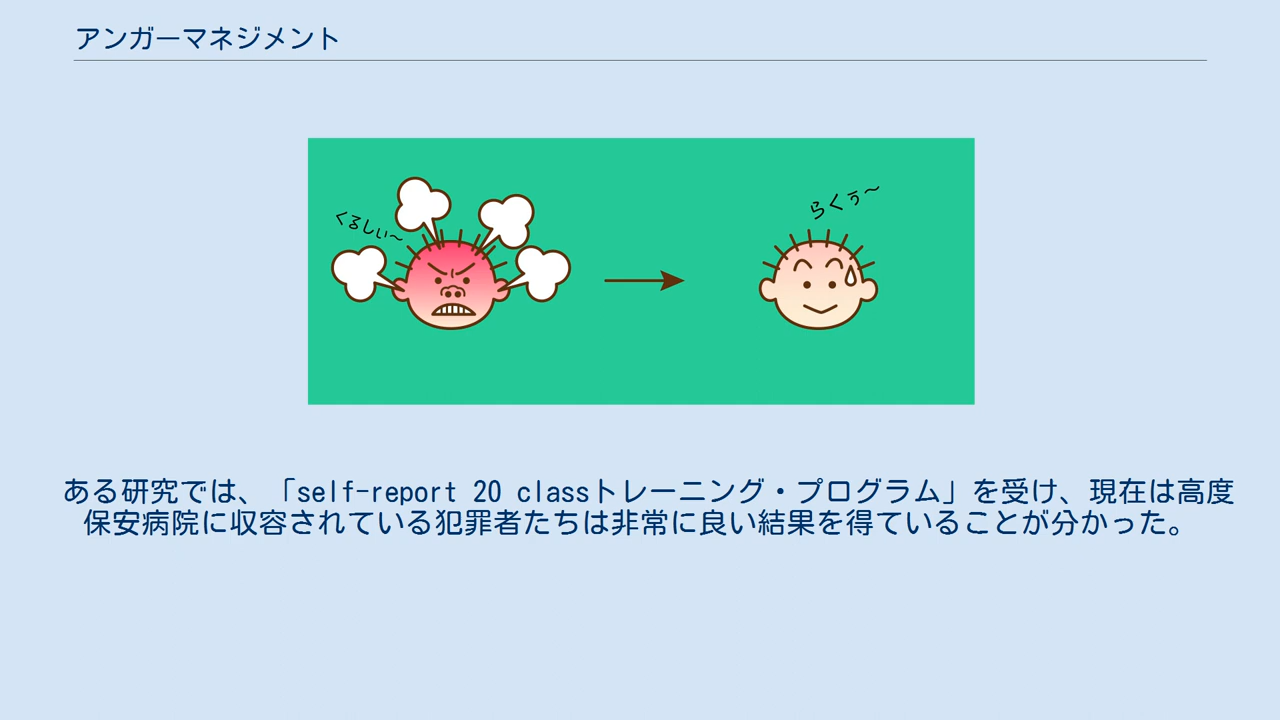 アンガーマネジメント
くるしぃ～
らくぅ～
ある研究では、「self-report 20 classトレーニング・プログラム」を受け、現在は高度
保安病院に収容されている犯罪者たちは非常に良い結果を得ていることが分かった。